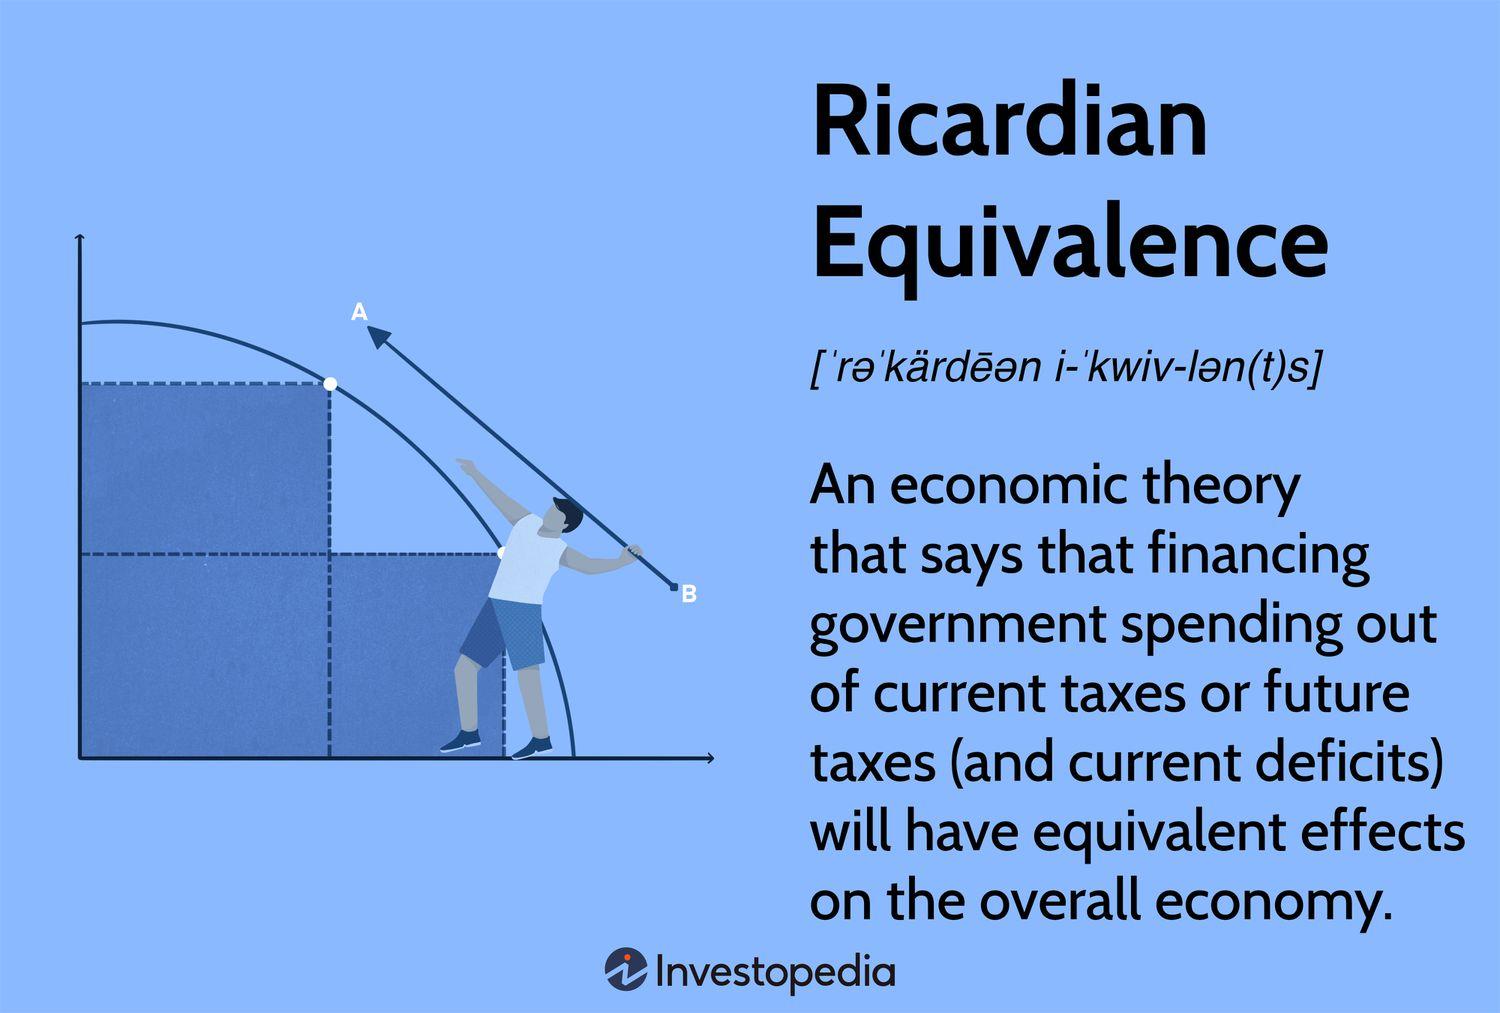 Ricardian
Equivalence
[ˈrəˈkärdēən i-ˈkwiv-lən(t)s]
An economic theory
that says that financing
government spending out
of current taxes or future
taxes (and current deficits)
will have equivalent effects
on the overall economy.
A
B
Investopedia